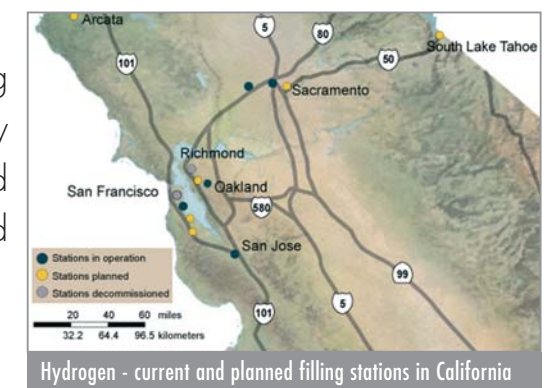 g
y
d
d
Arcata
5
80
101
South Lake Tahoe
50
Sacramento
Richmond
San Francisco
Oakland
580
San Jose
99
101
5
Stations in operation
Stations planned
Stations decommissioned
20 40 60 miles
32.2 64.4 96.5 kilometers
Hydrogen - current and planned filling stations in California